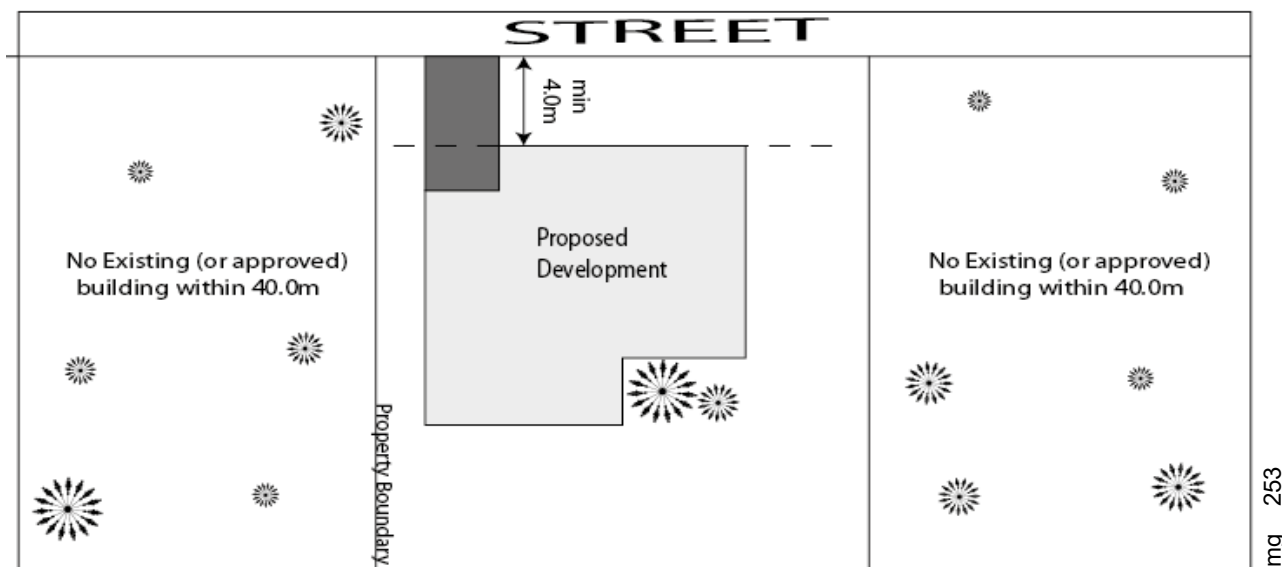 STREET
min
4.0m
No Existing (or approved)
building within 40.0m
Proposed
Development
No Existing (or approved)
building within 40.0m
Property Boundary
mg 253